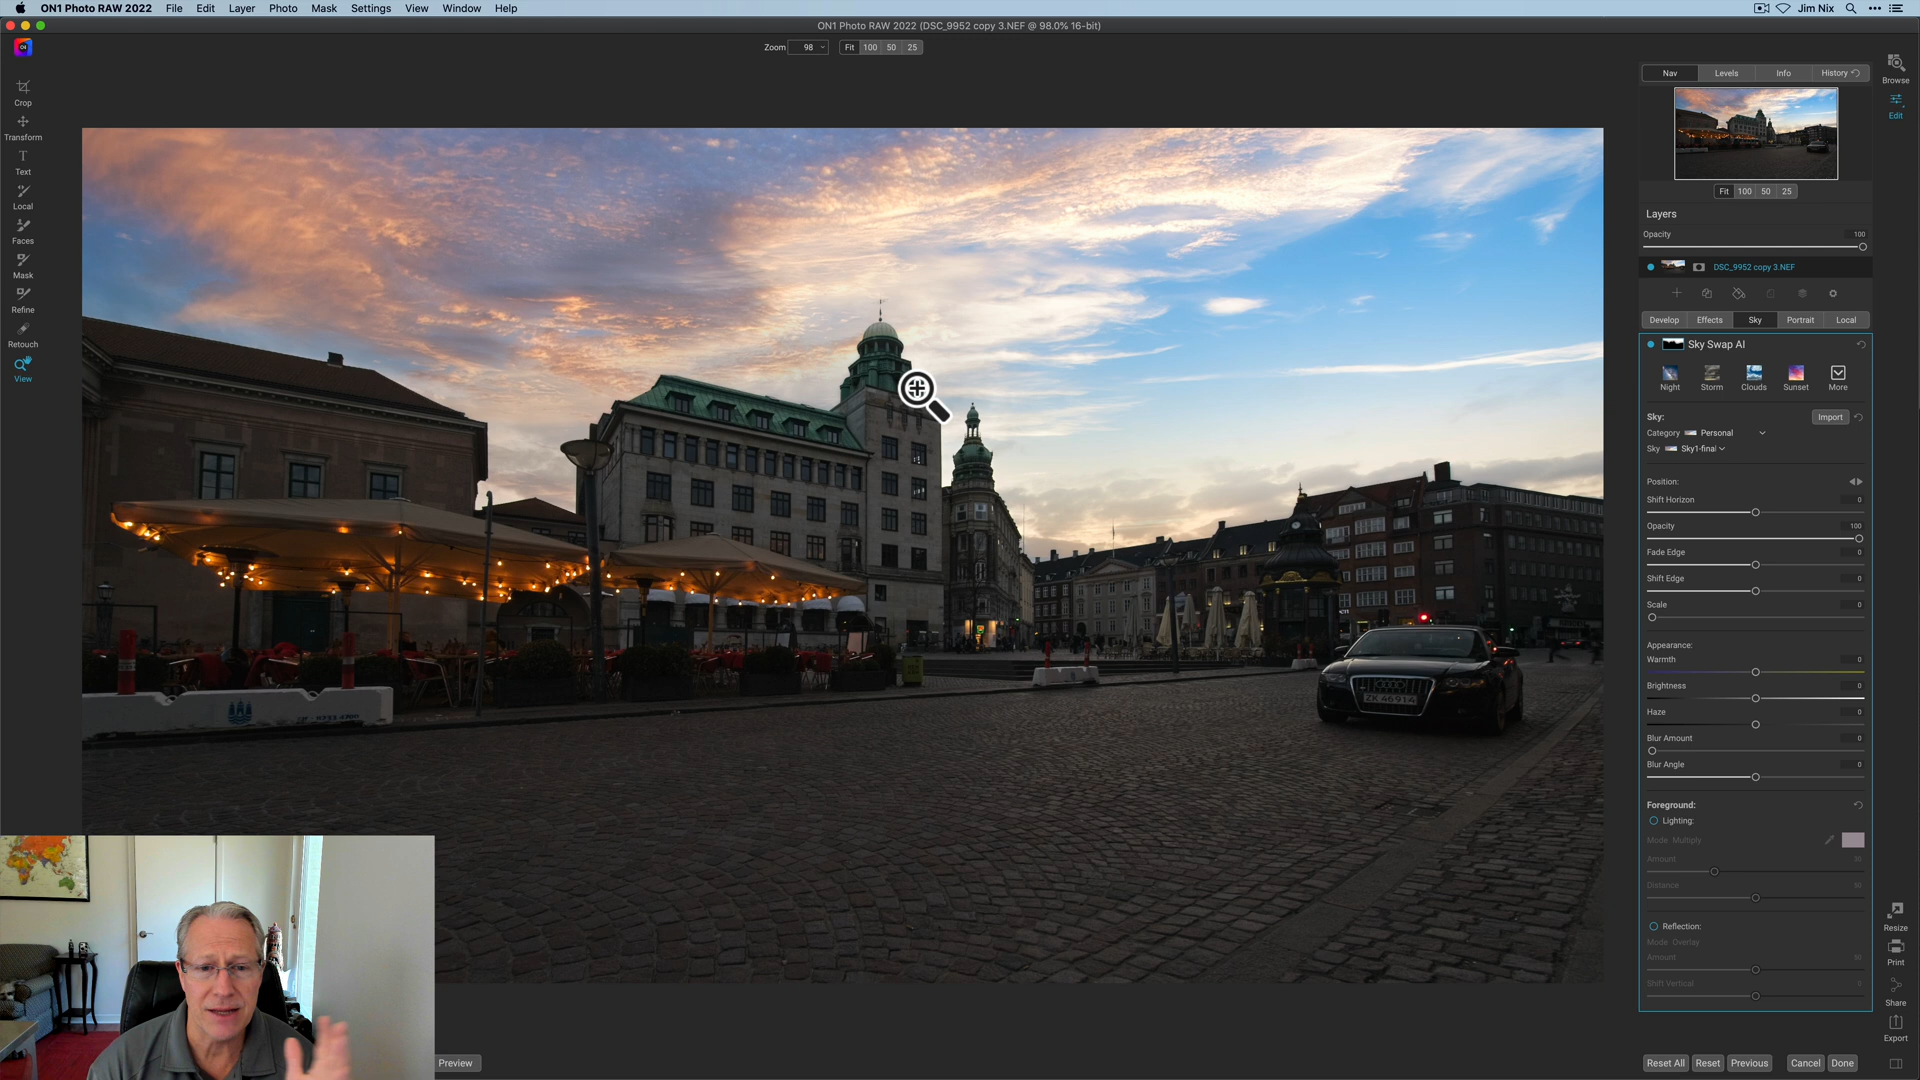 ON1 Photo RAW 2022 File Edit Layer Photo Mask Settings View Window Help Jim Nix
ON1 Photo RAW 2022 (DSC_9952 copy 3.NEF @ 98.0% 16-bit)
Zoom 98 Fit 100 50 25
Crop
Transform
Text
Local
Faces
Mask
Refine
Retouch
View
Nav Levels Info History
Fit 100 50 25
Layers
Opacity 100
DSC_9952 copy 3.NEF
Develop Effects Sky Portrait Local
Sky Swap AI
Night Storm Clouds Sunset More
Sky: Import
Category Personal
Sky Sky1-final
Position:
Shift Horizon 0
Opacity 100
Fade Edge 0
Shift Edge 0
Scale 0
Appearance:
Warmth 0
Brightness 0
Haze 0
Blur Amount 0
Blur Angle 0
Foreground:
Lighting:
Mode Multiply
Amount 30
Distance 50
Reflection:
Mode Overlay
Amount 50
Shift Vertical 0
Browse
Edit
Resize
Print
Share
Export
Preview
Reset All Reset Previous Cancel Done